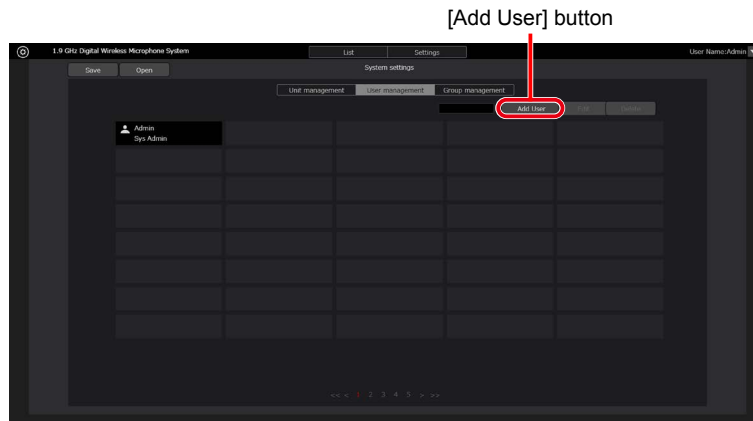 [Add User] button
1.9 GHz Digital Wireless Microphone System
List
Settings
User Name:Admin
Save
Open
System settings
Unit management
User management
Group management
Add User
Edit
Delete
Admin
Sys Admin
<< < 1 2 3 4 5 > >>